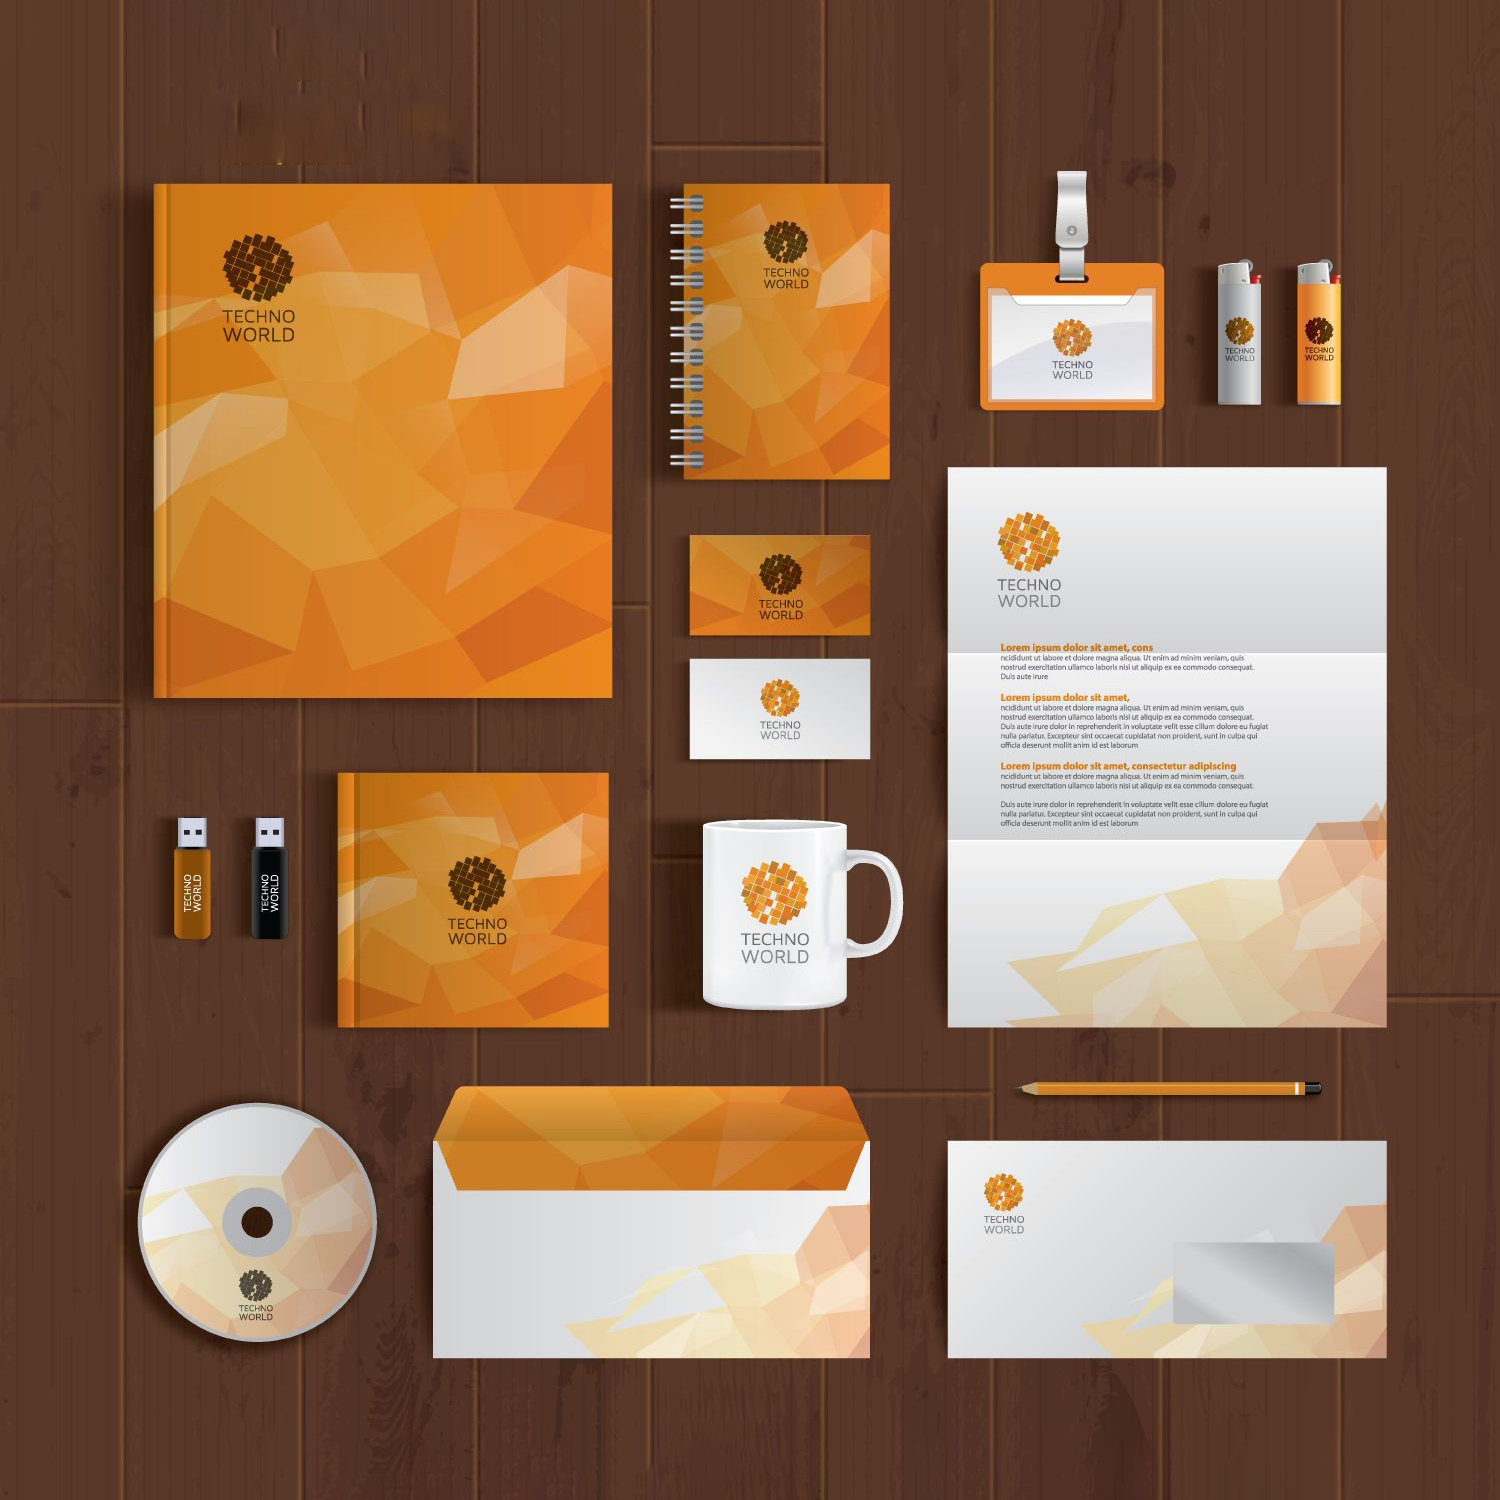 TECHNO
WORLD
TECHNO
WORLD
TECHNO
WORLD
TECHNO
WORLD
TECHNO
WORLD
TECHNO
WORLD
TECHNO
WORLD
TECHNO
WORLD
Lorem ipsum dolor sit amet, cons
ncididunt ut labore et dolore magna aliqua. Ut enim ad minim veniam, quis
nostrud exercitation ullamco laboris nisi ut aliquip ex ea commodo consequat.
Duis aute irure
Lorem ipsum dolor sit amet,
ncididunt ut labore et dolore magna aliqua. Ut enim ad minim veniam, quis
nostrud exercitation ullamco laboris nisi ut aliquip ex ea commodo consequat.
Duis aute irure dolor in reprehenderit in voluptate velit esse cillum dolore eu fugiat
nulla pariatur. Excepteur sint occaecat cupidatat non proident, sunt in culpa qui
officia deserunt mollit anim id est laborum
Lorem ipsum dolor sit amet, consectetur adipiscing
ncididunt ut labore et dolore magna aliqua. Ut enim ad minim veniam, quis
nostrud exercitation ullamco laboris nisi ut aliquip ex ea commodo consequat.
Duis aute irure dolor in reprehenderit in voluptate velit esse cillum dolore eu fugiat
nulla pariatur. Excepteur sint occaecat cupidatat non proident, sunt in culpa qui
officia deserunt mollit anim id est laborum
TECHNO
WORLD
TECHNO
WORLD
TECHNO
WORLD
TECHNO
WORLD
TECHNO
WORLD
TECHNO
WORLD